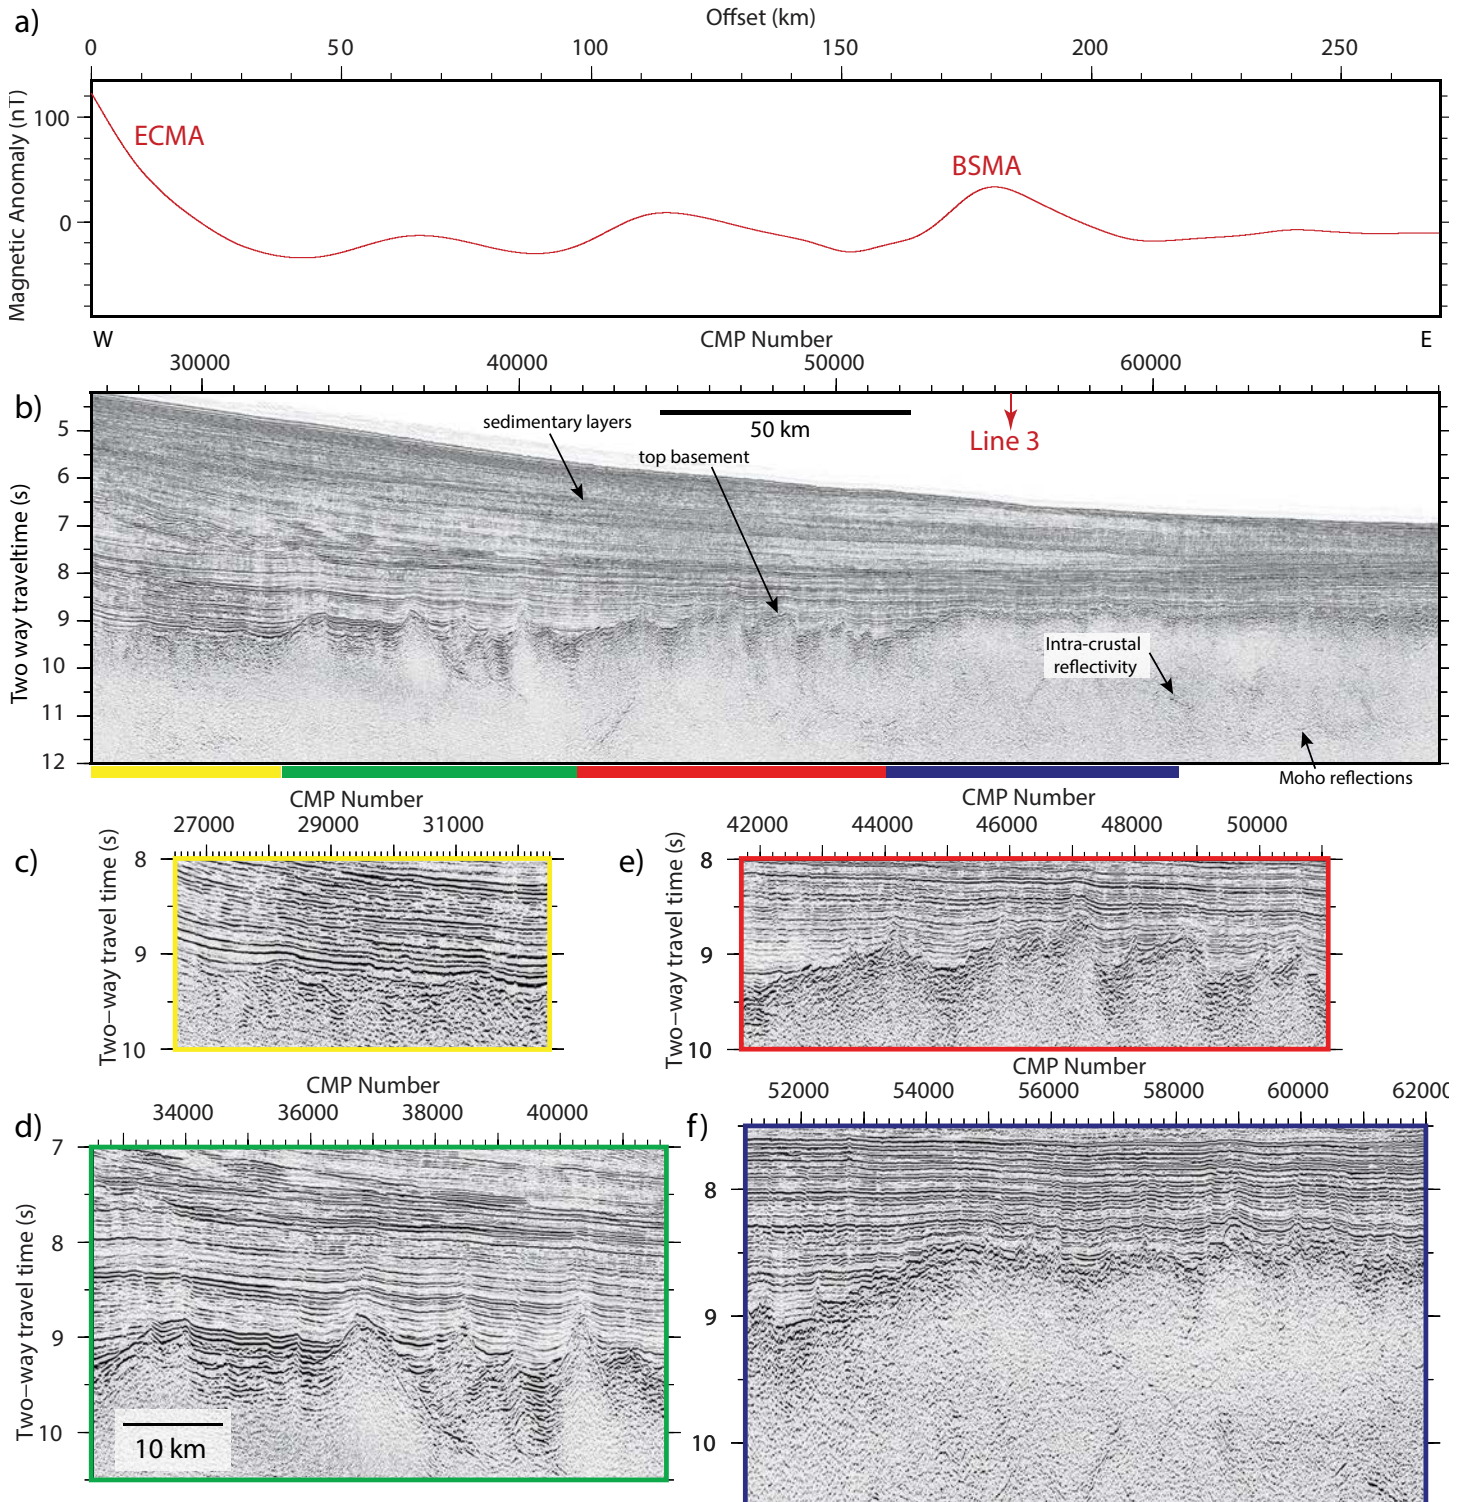 a)
Offset (km)
0 50 100 150 200 250
Magnetic Anomaly (nT)
100
0
ECMA
BSMA
W CMP Number E
30000 40000 50000 60000
b)
Two way traveltime (s)
5
6
7
8
9
10
11
12
sedimentary layers
top basement
50 km
Line 3
Intra-crustal
reflectivity
Moho reflections
CMP Number
27000 29000 31000
c)
Two-way travel time (s)
8
9
10
CMP Number
42000 44000 46000 48000 50000
e)
Two-way travel time (s)
8
9
10
CMP Number
34000 36000 38000 40000
d)
Two-way travel time (s)
7
8
9
10
10 km
CMP Number
52000 54000 56000 58000 60000 62000
f)
8
9
10